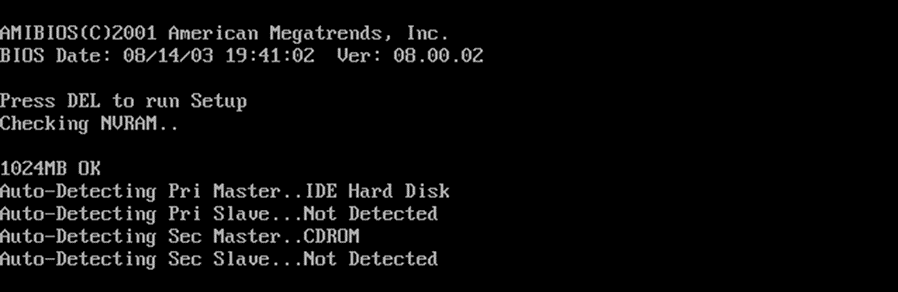 AMIBIOS(C)2001 American Megatrends, Inc.
BIOS Date: 08/14/03 19:41:02  Ver: 08.00.02
Press DEL to run Setup
Checking NVRAM..
1024MB OK
Auto-Detecting Pri Master..IDE Hard Disk
Auto-Detecting Pri Slave...Not Detected
Auto-Detecting Sec Master..CDROM
Auto-Detecting Sec Slave...Not Detected